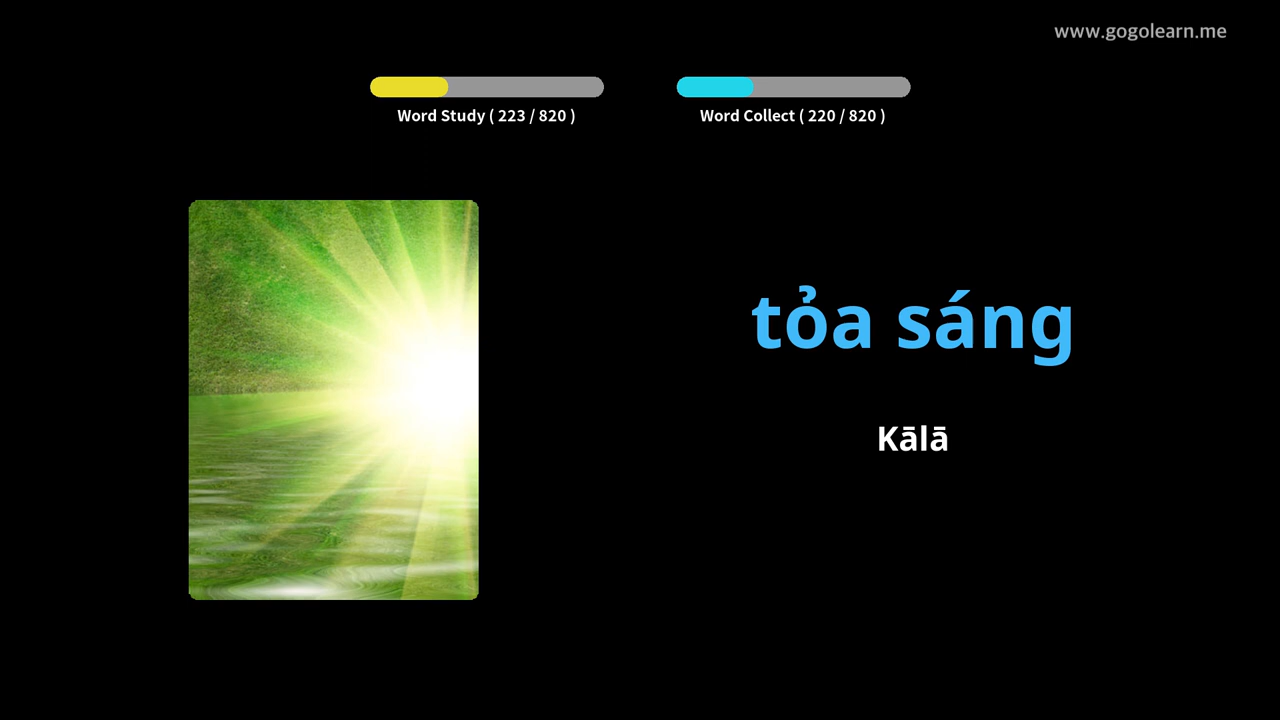 www.gogolearn.me
Word Study ( 223 / 820 )
Word Collect ( 220 / 820 )
tỏa sáng
Kālā